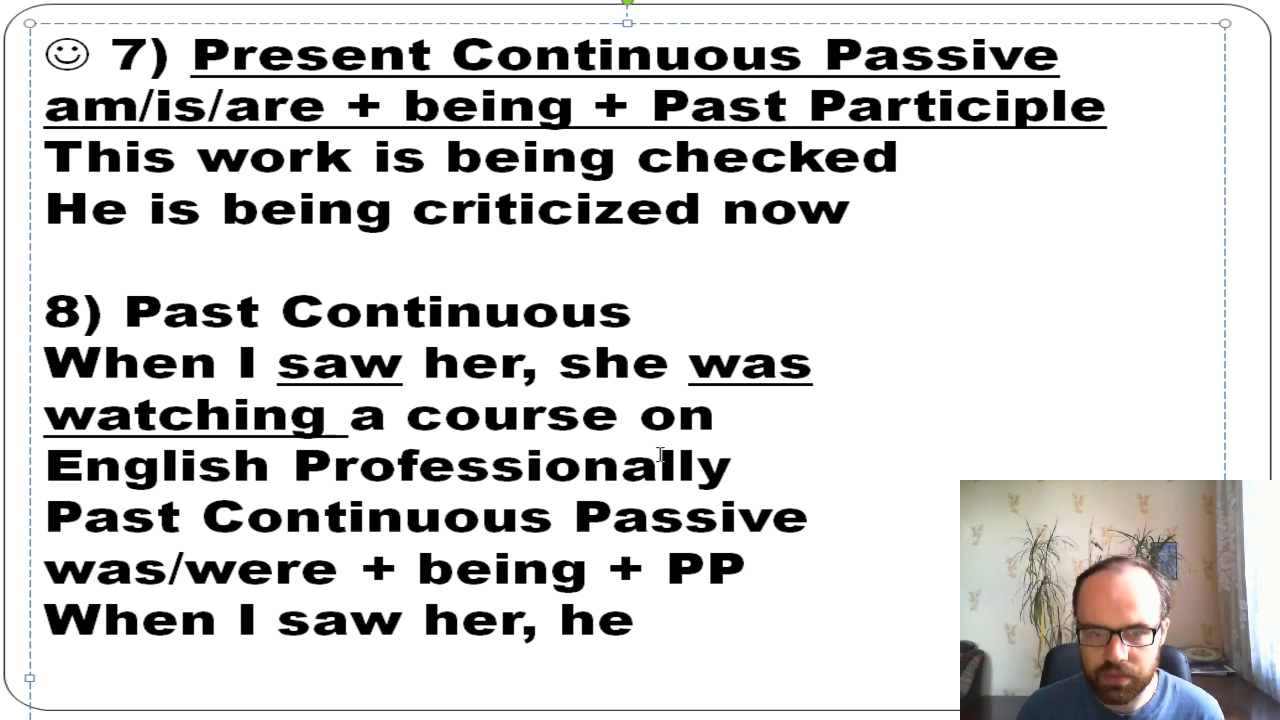 ☺ 7) Present Continuous Passive
am/is/are + being + Past Participle
This work is being checked
He is being criticized now
8) Past Continuous
When I saw her, she was
watching a course on
English Professionally
Past Continuous Passive
was/were + being + PP
When I saw her, he